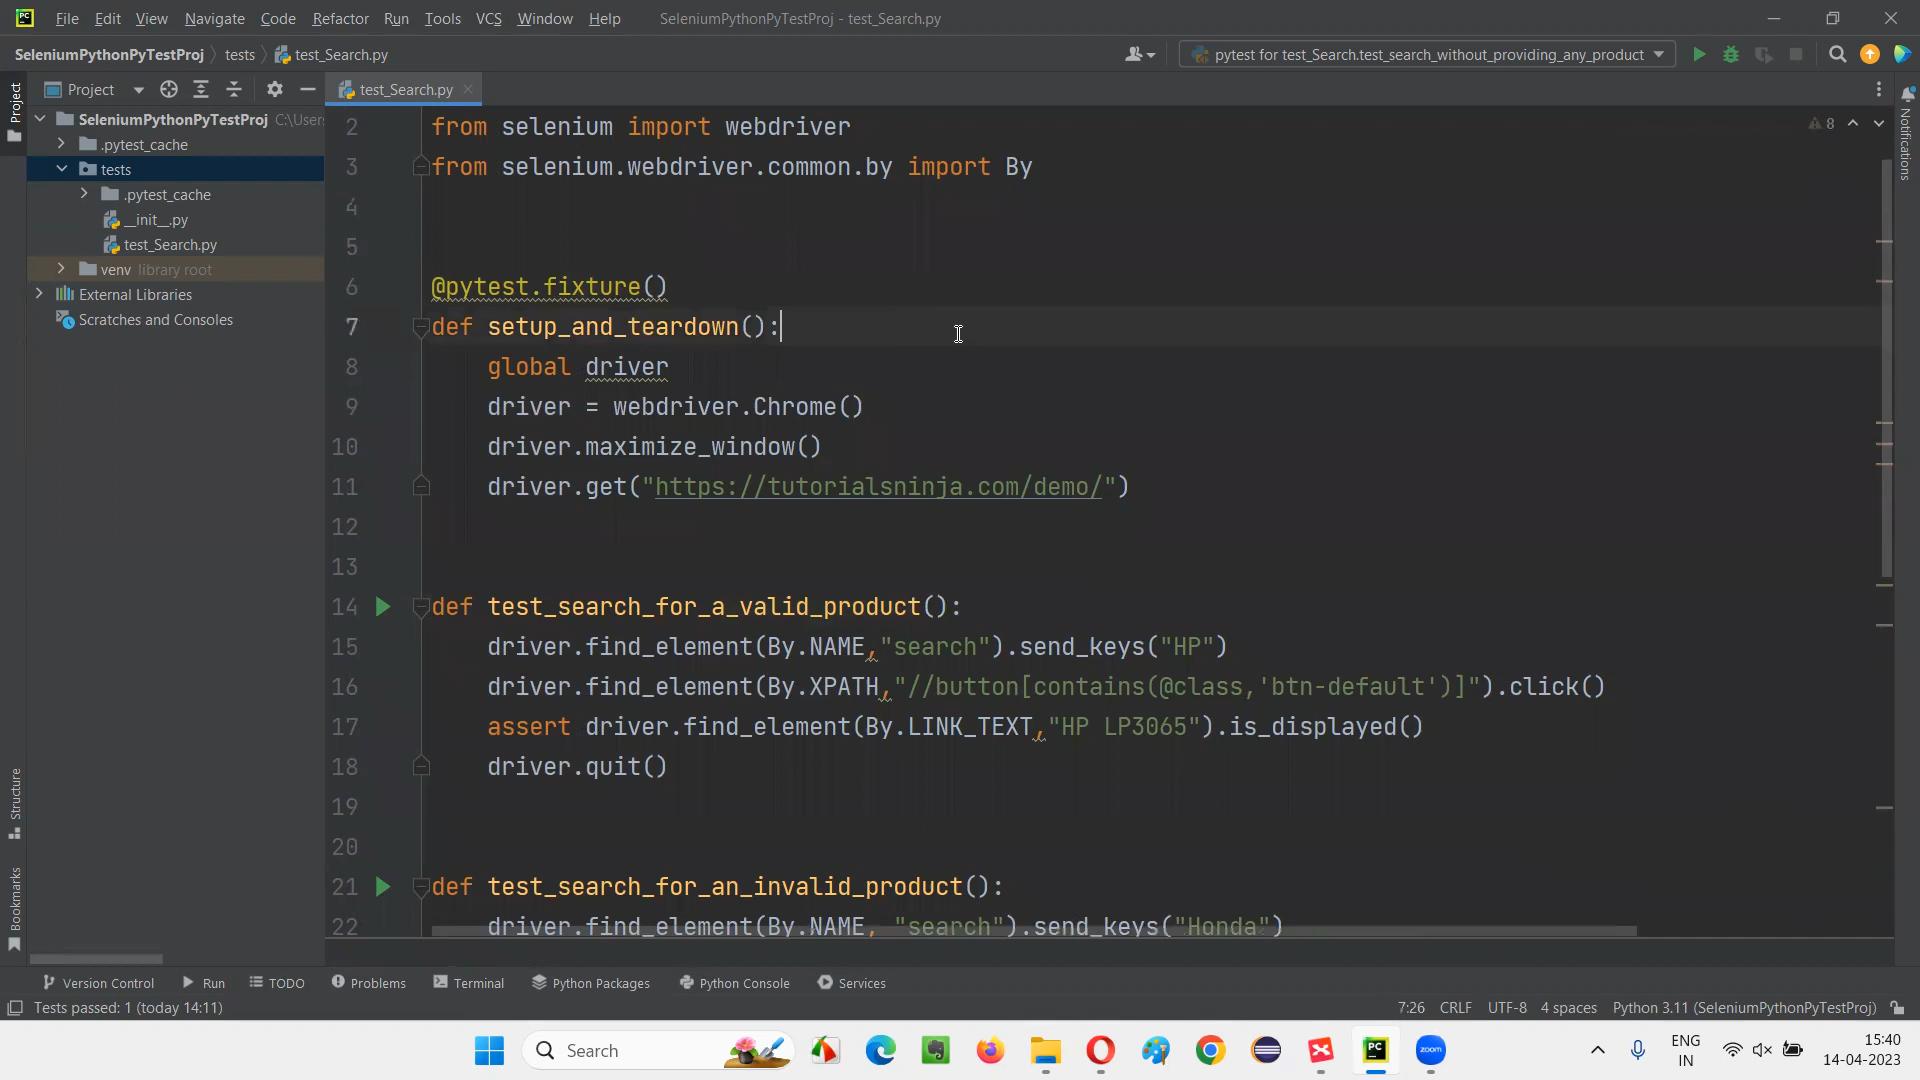 PC File Edit View Navigate Code Refactor Run Tools VCS Window Help SeleniumPythonPyTestProj - test_Search.py
SeleniumPythonPyTestProj tests test_Search.py pytest for test_Search.test_search_without_providing_any_product
Project Project test_Search.py
SeleniumPythonPyTestProj C:\Users
.pytest_cache
tests
.pytest_cache
__init__.py
test_Search.py
venv library root
External Libraries
Scratches and Consoles
Structure
Bookmarks
Notifications
8
2 from selenium import webdriver
3 from selenium.webdriver.common.by import By
4
5
6 @pytest.fixture()
7 def setup_and_teardown():
8 global driver
9 driver = webdriver.Chrome()
10 driver.maximize_window()
11 driver.get("https://tutorialsninja.com/demo/")
12
13
14 def test_search_for_a_valid_product():
15 driver.find_element(By.NAME,"search").send_keys("HP")
16 driver.find_element(By.XPATH,"//button[contains(@class,'btn-default')]").click()
17 assert driver.find_element(By.LINK_TEXT,"HP LP3065").is_displayed()
18 driver.quit()
19
20
21 def test_search_for_an_invalid_product():
22 driver.find_element(By.NAME, "search").send_keys("Honda")
Version Control Run TODO Problems Terminal Python Packages Python Console Services
Tests passed: 1 (today 14:11) 7:26 CRLF UTF-8 4 spaces Python 3.11 (SeleniumPythonPyTestProj)
Search PC zoom ENG IN 15:40 14-04-2023